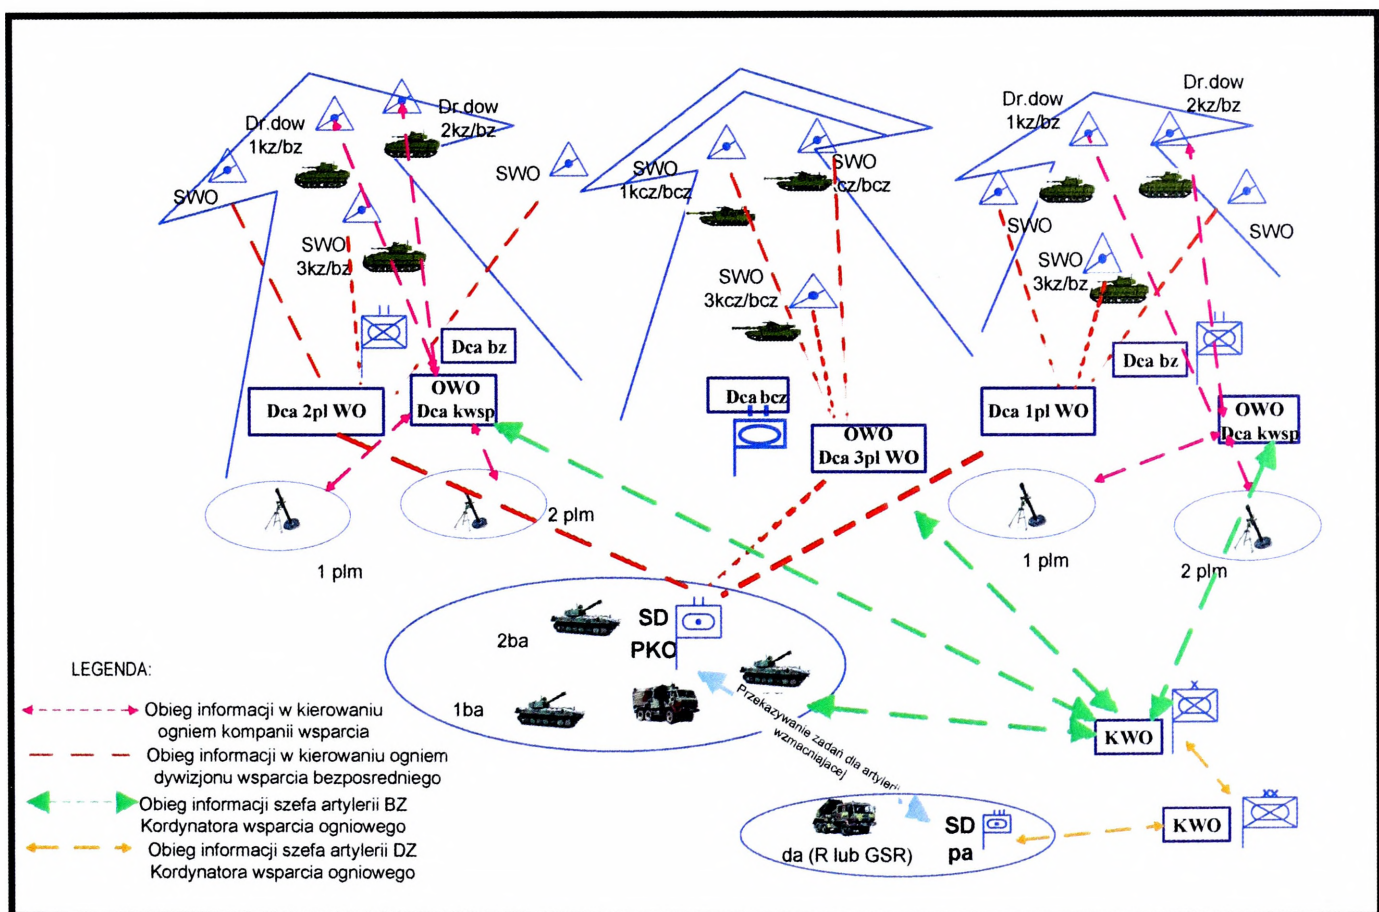 Dr.dow
2kz/bz
Dr.dow
1kz/bz
SWO
SWO
3kz/bz
SWO
SWO
1kcz/bcz
SWO
cz/bcz
SWO
3kcz/bcz
Dr.dow
1kz/bz
Dr.dow
2kz/bz
SWO
SWO
3kz/bz
SWO
Dca bz
Dca 2pl WO
OWO
Dca kwsp
Dca bcz
OWO
Dca 3pl WO
Dca 1pl WO
Dca bz
OWO
Dca kwsp
1 plm
2 plm
1 plm
2 plm
2ba
1ba
SD
PKO
Przekazywanie zadań dla artylerii
wzmacniajacej
KWO
x
KWO
xx
da (R lub GSR)
SD
pa
LEGENDA:
Obieg informacji w kierowaniu
ogniem kompanii wsparcia
Obieg informacji w kierowaniu ogniem
dywizjonu wsparcia bezposredniego
Obieg informacji szefa artylerii BZ
Kordynatora wsparcia ogniowego
Obieg informacji szefa artylerii DZ
Kordynatora wsparcia ogniowego